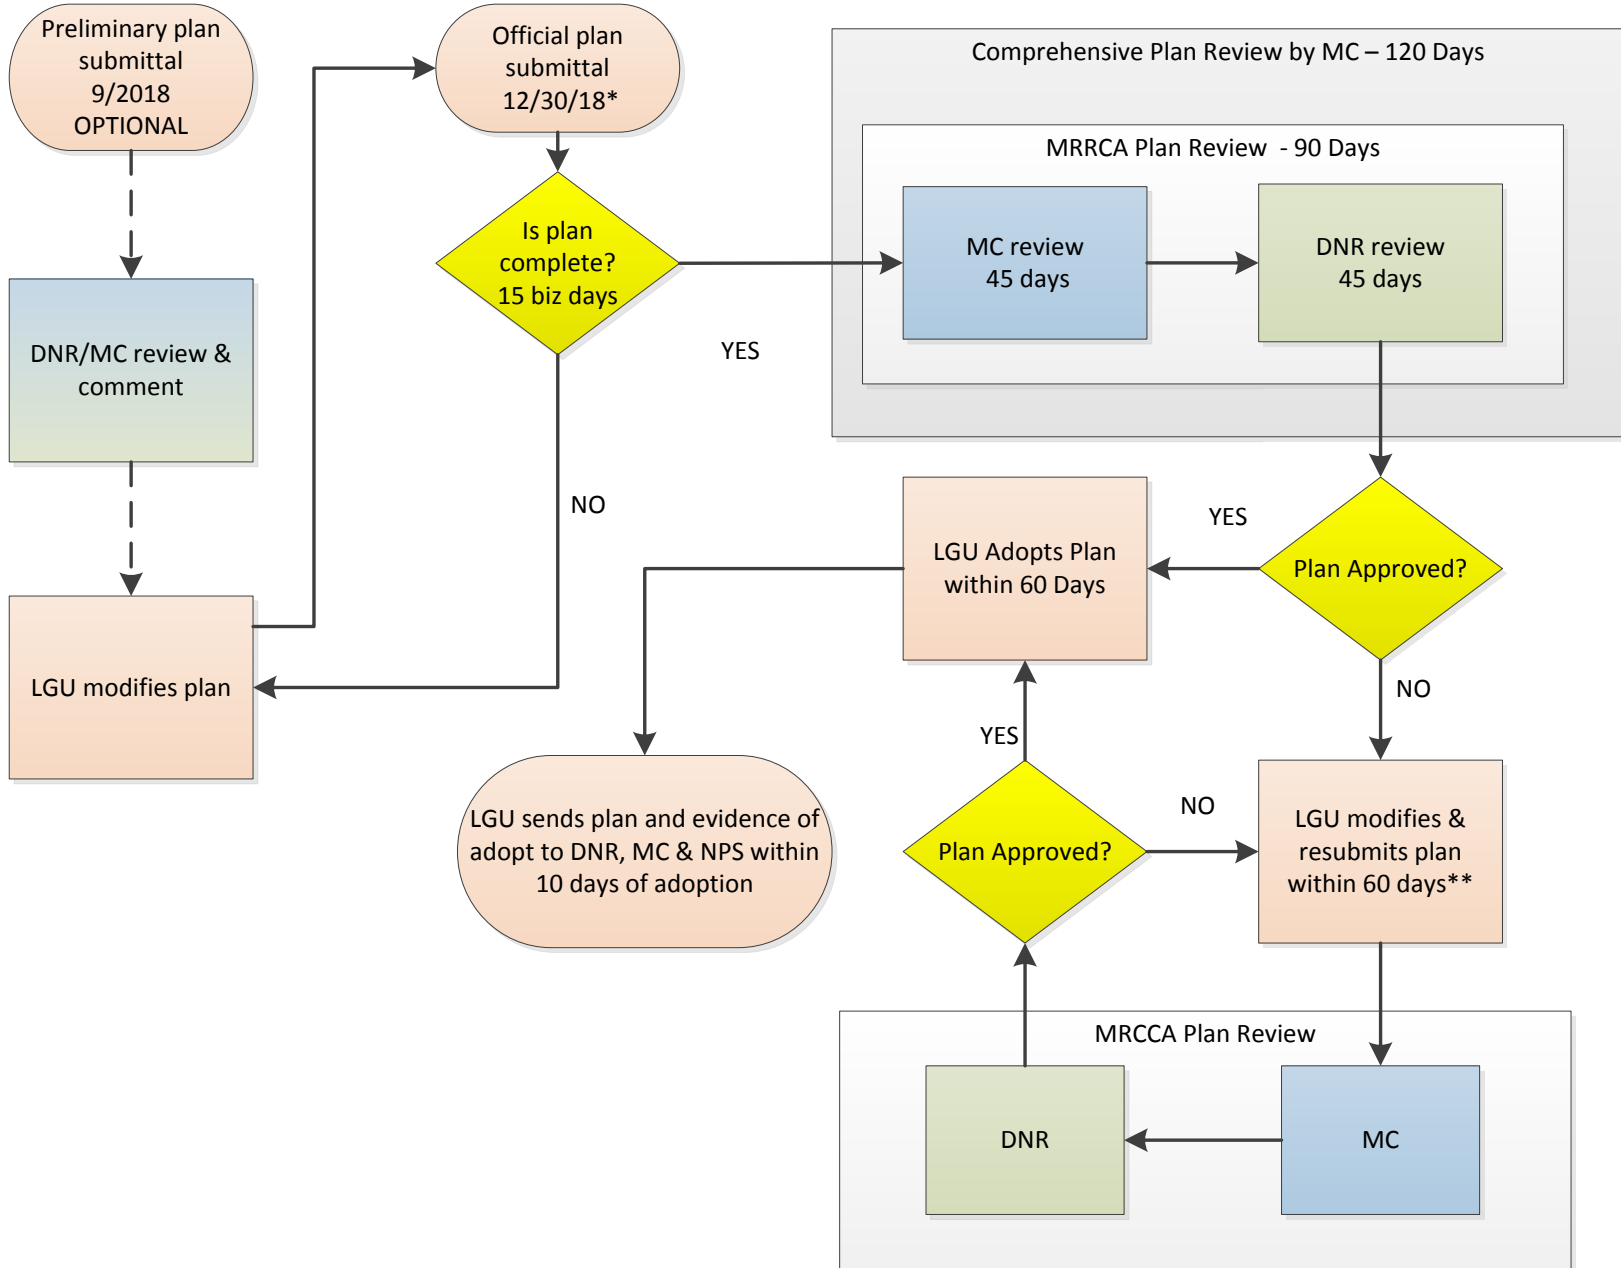 Preliminary plan
submittal
9/2018
OPTIONAL
DNR/MC review &
comment
LGU modifies plan
Official plan
submittal
12/30/18*
Is plan
complete?
15 biz days
YES
NO
Comprehensive Plan Review by MC – 120 Days
MRRCA Plan Review  - 90 Days
MC review
45 days
DNR review
45 days
Plan Approved?
YES
NO
LGU Adopts Plan
within 60 Days
LGU sends plan and evidence of
adopt to DNR, MC & NPS within
10 days of adoption
LGU modifies &
resubmits plan
within 60 days**
Plan Approved?
YES
NO
MRCCA Plan Review
DNR
MC